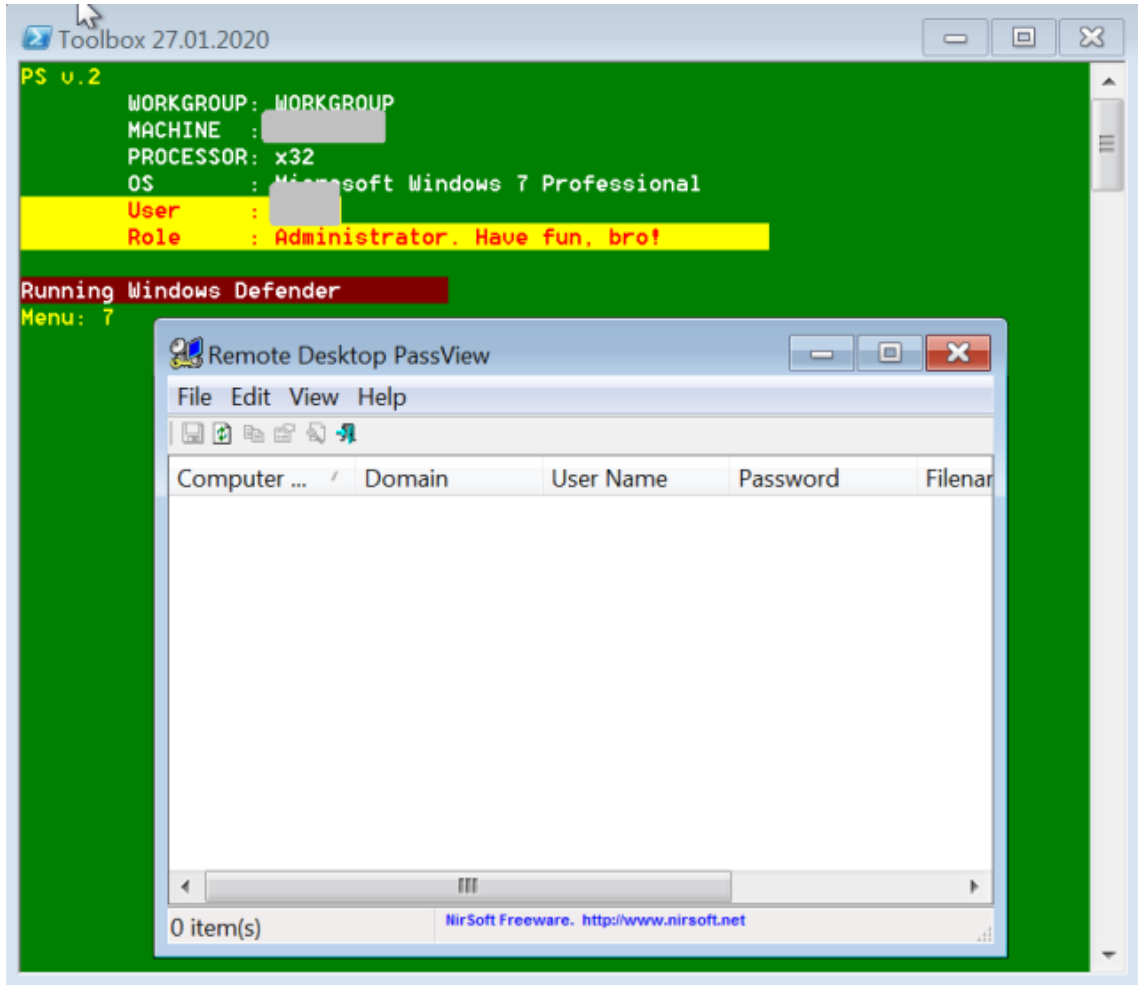 Toolbox 27.01.2020
PS v.2
WORKGROUP: WORKGROUP
MACHINE :
PROCESSOR: x32
OS : Microsoft Windows 7 Professional
User :
Role : Administrator. Have fun, bro!
Running Windows Defender
Menu: 7
Remote Desktop PassView
File Edit View Help
Computer ... Domain User Name Password Filenar
0 item(s) NirSoft Freeware. http://www.nirsoft.net